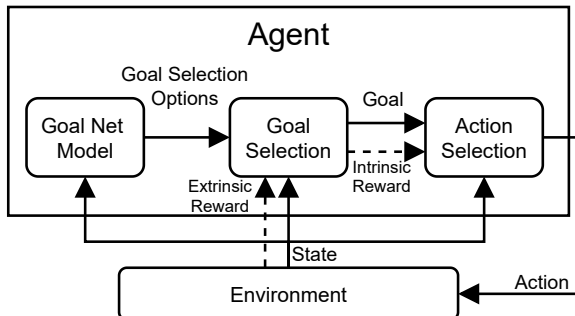 Agent
Goal Selection
Options
Goal Net
Model
Goal
Selection
Goal
Intrinsic
Reward
Action
Selection
Extrinsic
Reward
State
Environment
Action